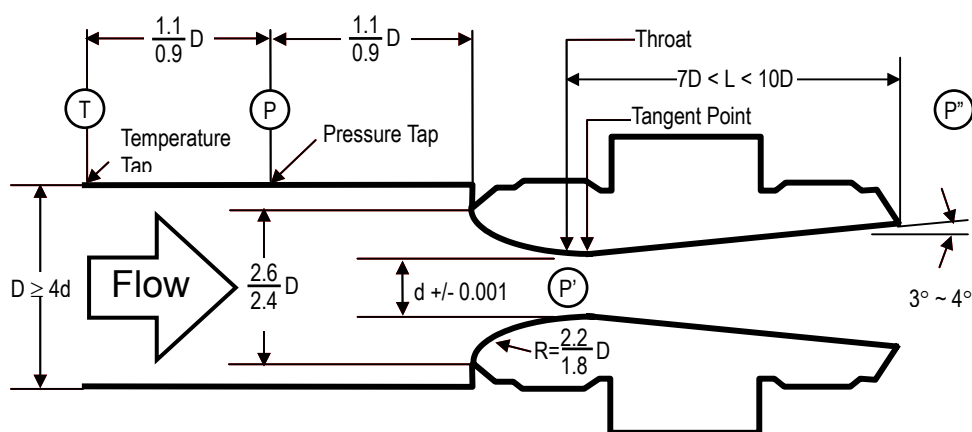 1.1
0.9 D
1.1
0.9 D
Throat
7D < L < 10D
T
P
P"
Tangent Point
Temperature
Tap
Pressure Tap
D ≥ 4d
Flow
2.6
2.4 D
d +/- 0.001
P'
3° ~ 4°
R= 2.2
1.8 D